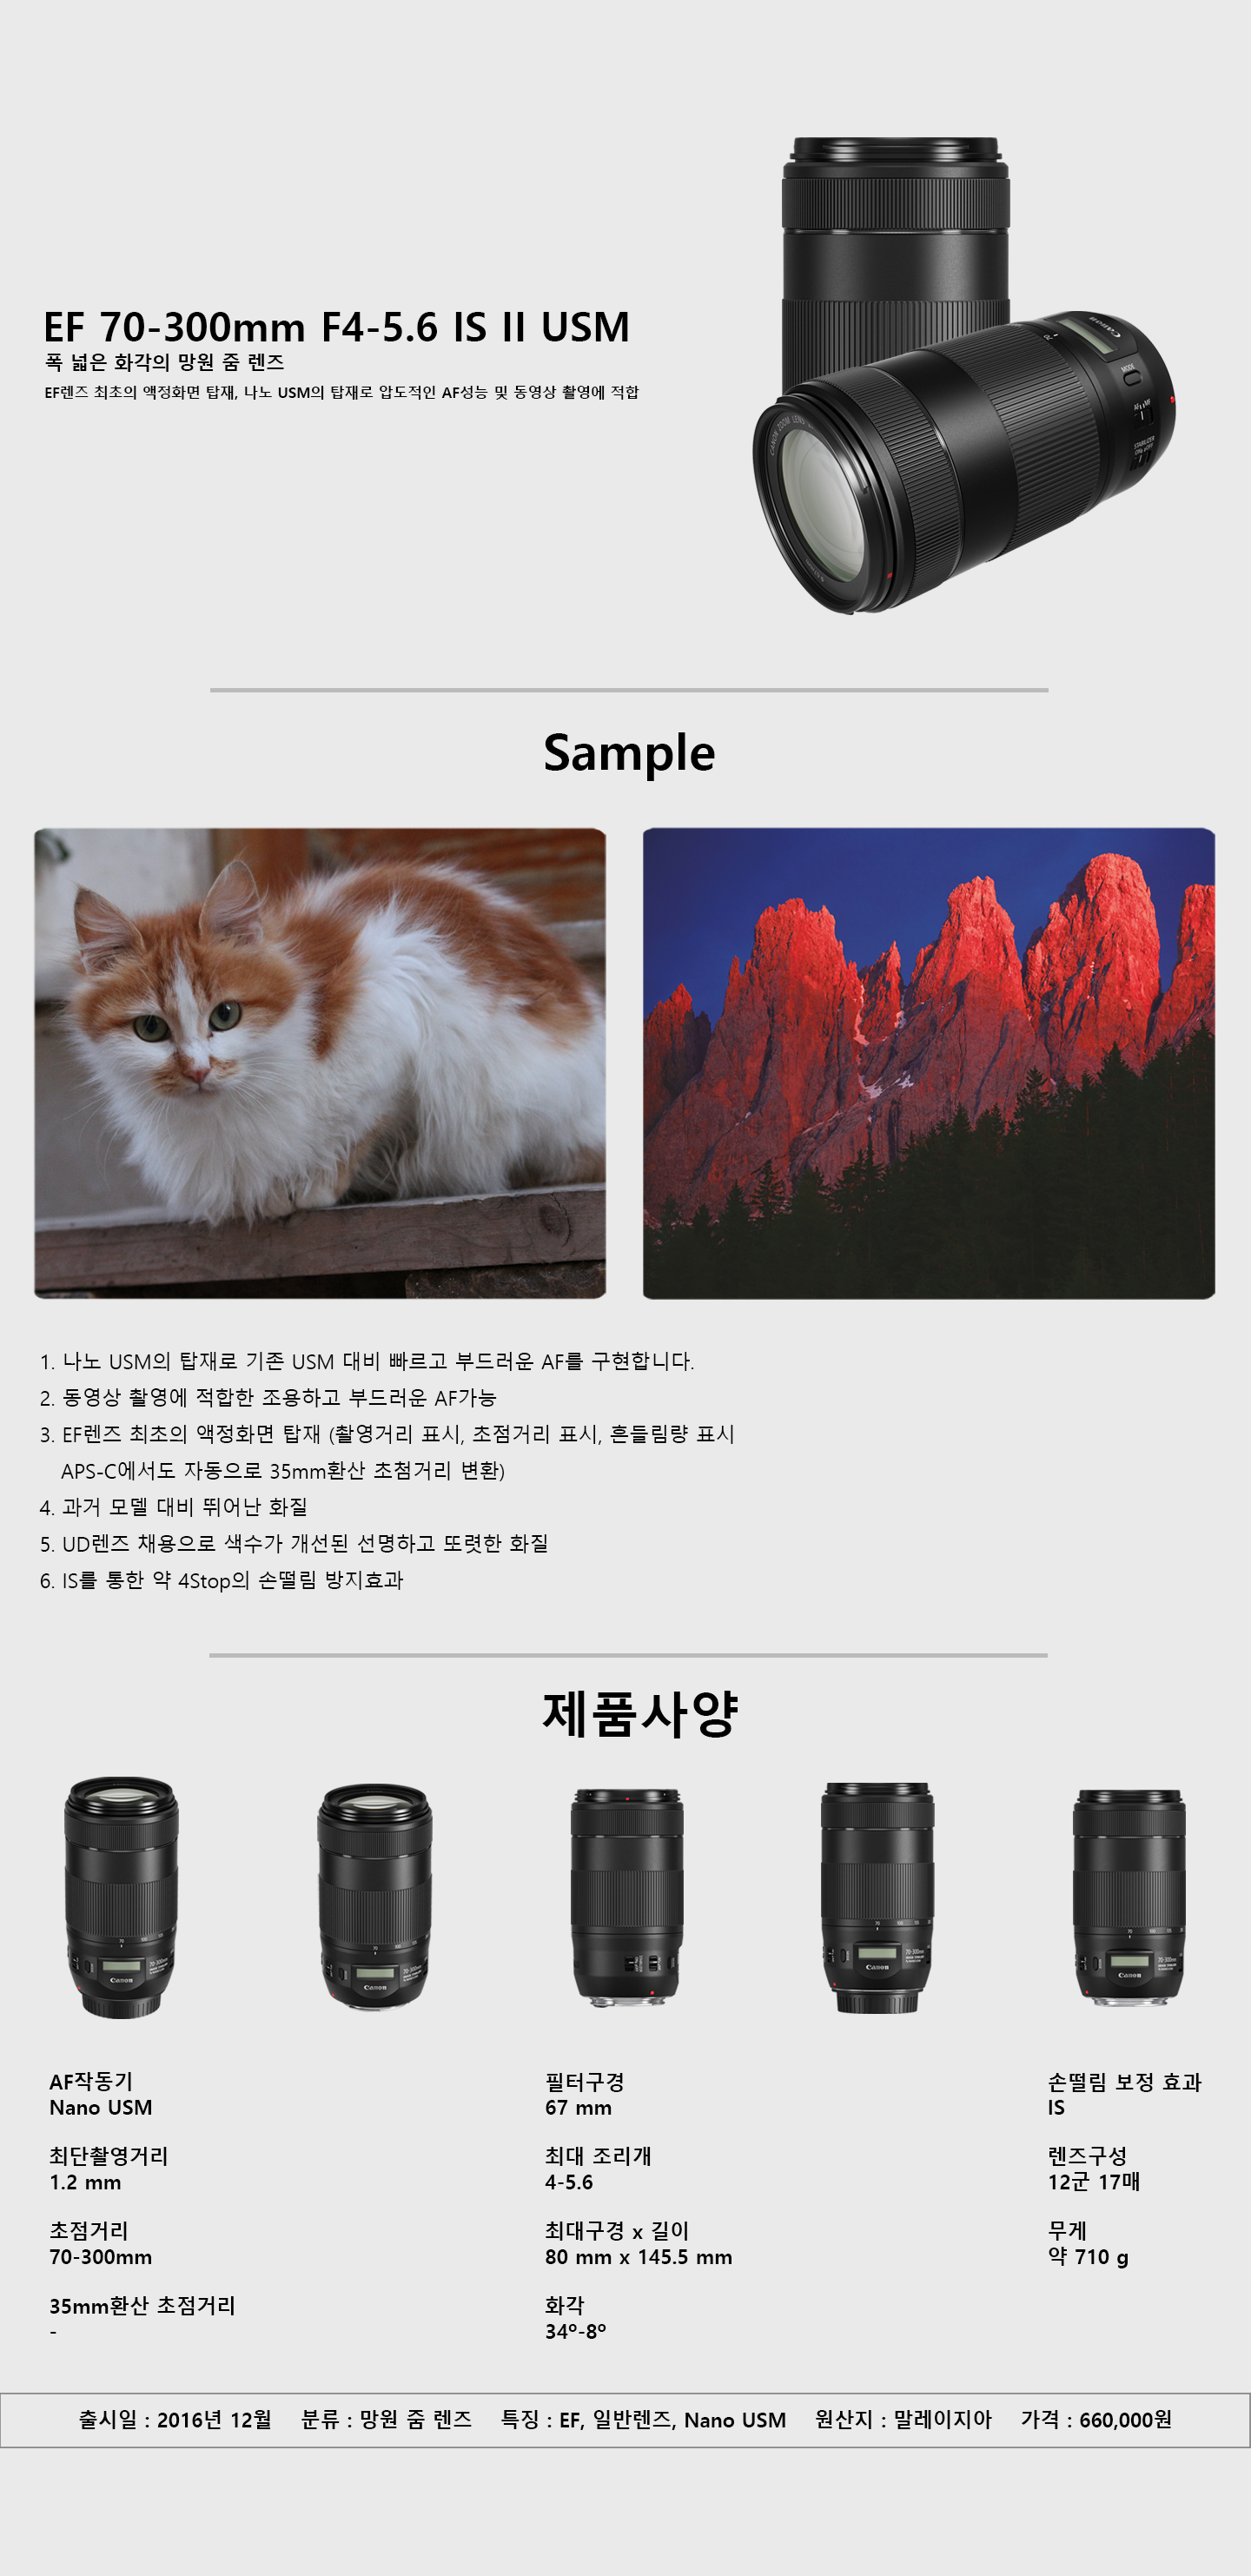 EF 70-300mm F4-5.6 IS II USM
폭 넓은 화각의 망원 줌 렌즈
EF렌즈 최초의 액정화면 탑재, 나노 USM의 탑재로 압도적인 AF성능 및 동영상 촬영에 적합
Canon
70
MODE
AF MF
STABILIZER
ON OFF
CANON ZOOM LENS
Sample
1. 나노 USM의 탑재로 기존 USM 대비 빠르고 부드러운 AF를 구현합니다.
2. 동영상 촬영에 적합한 조용하고 부드러운 AF가능
3. EF렌즈 최초의 액정화면 탑재 (촬영거리 표시, 초점거리 표시, 흔들림량 표시
APS-C에서도 자동으로 35mm환산 초첨거리 변환)
4. 과거 모델 대비 뛰어난 화질
5. UD렌즈 채용으로 색수가 개선된 선명하고 또렷한 화질
6. IS를 통한 약 4Stop의 손떨림 방지효과
제품사양
Canon
Canon
Canon
Canon
AF작동기
Nano USM
최단촬영거리
1.2 mm
초점거리
70-300mm
35mm환산 초점거리
-
필터구경
67 mm
최대 조리개
4-5.6
최대구경 x 길이
80 mm x 145.5 mm
화각
34º-8º
손떨림 보정 효과
IS
렌즈구성
12군 17매
무게
약 710 g
출시일 : 2016년 12월 분류 : 망원 줌 렌즈 특징 : EF, 일반렌즈, Nano USM 원산지 : 말레이지아 가격 : 660,000원